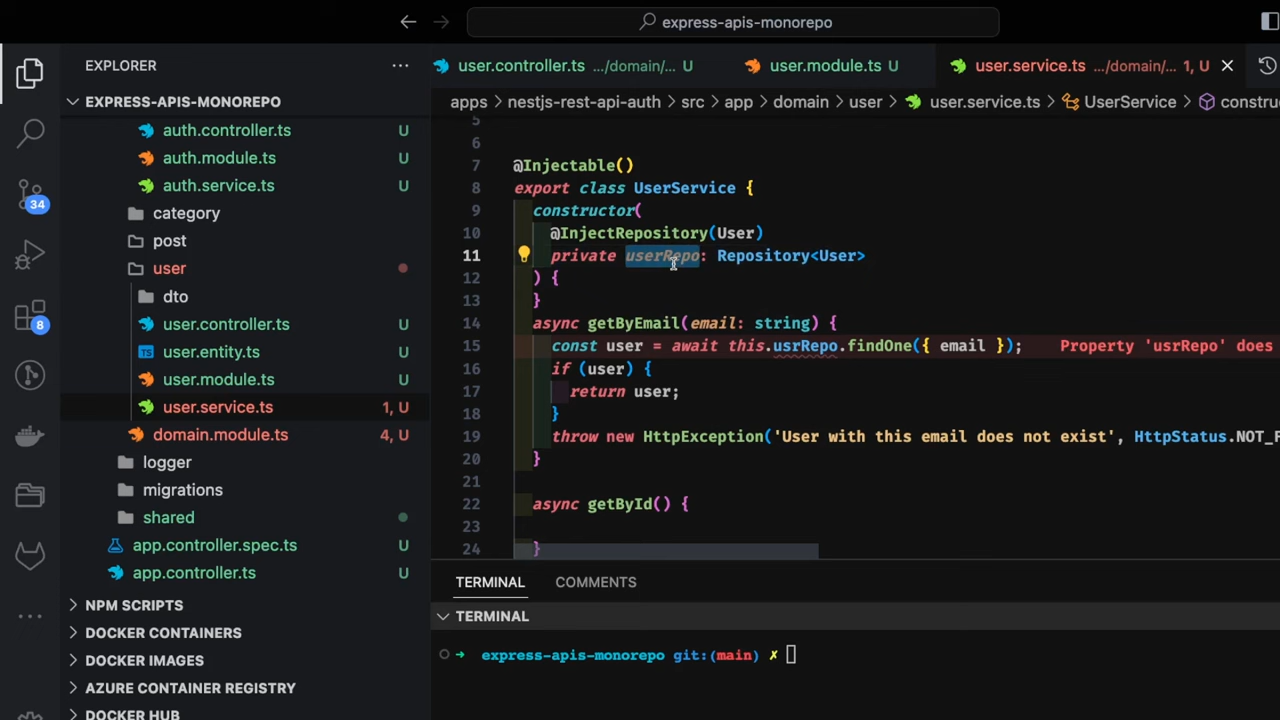 express-apis-monorepo
EXPLORER
user.controller.ts .../domain/... U
user.module.ts U
user.service.ts .../domain/... 1, U
EXPRESS-APIS-MONOREPO
apps > nestjs-rest-api-auth > src > app > domain > user > user.service.ts > UserService > constru
auth.controller.ts U
auth.module.ts U
auth.service.ts U
category
post
user
dto
user.controller.ts U
user.entity.ts U
user.module.ts U
user.service.ts 1, U
domain.module.ts 4, U
logger
migrations
shared
app.controller.spec.ts U
app.controller.ts U
NPM SCRIPTS
DOCKER CONTAINERS
DOCKER IMAGES
AZURE CONTAINER REGISTRY
DOCKER HUB
34
8
5
6
7 @Injectable()
8 export class UserService {
9 constructor(
10 @InjectRepository(User)
11 private userRepo: Repository<User>
12 ) {
13 }
14 async getByEmail(email: string) {
15 const user = await this.usrRepo.findOne({ email }); Property 'usrRepo' does
16 if (user) {
17 return user;
18 }
19 throw new HttpException('User with this email does not exist', HttpStatus.NOT_F
20 }
21
22 async getById() {
23
24 }
TERMINAL
COMMENTS
TERMINAL
express-apis-monorepo git:(main) ✗